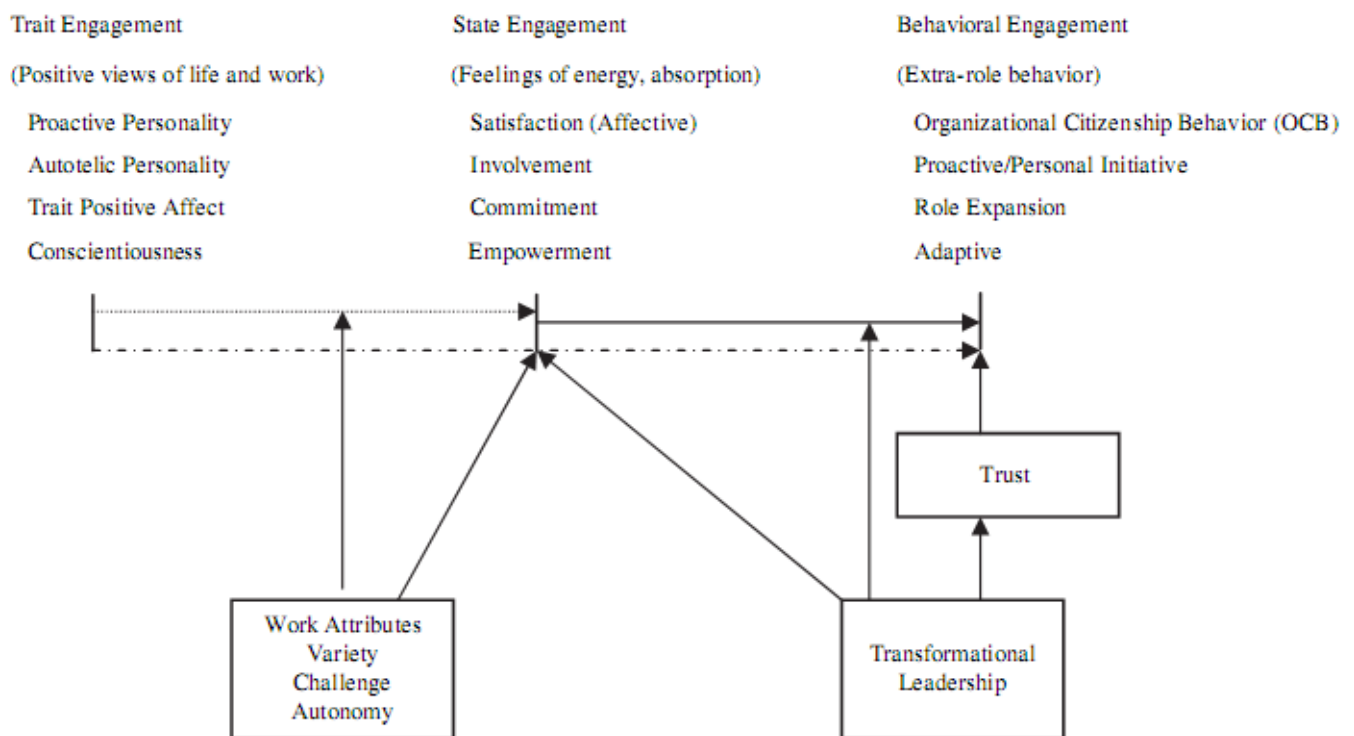 Trait Engagement
(Positive views of life and work)
Proactive Personality
Autotelic Personality
Trait Positive Affect
Conscientiousness
State Engagement
(Feelings of energy, absorption)
Satisfaction (Affective)
Involvement
Commitment
Empowerment
Behavioral Engagement
(Extra-role behavior)
Organizational Citizenship Behavior (OCB)
Proactive/Personal Initiative
Role Expansion
Adaptive
Trust
Work Attributes
Variety
Challenge
Autonomy
Transformational
Leadership